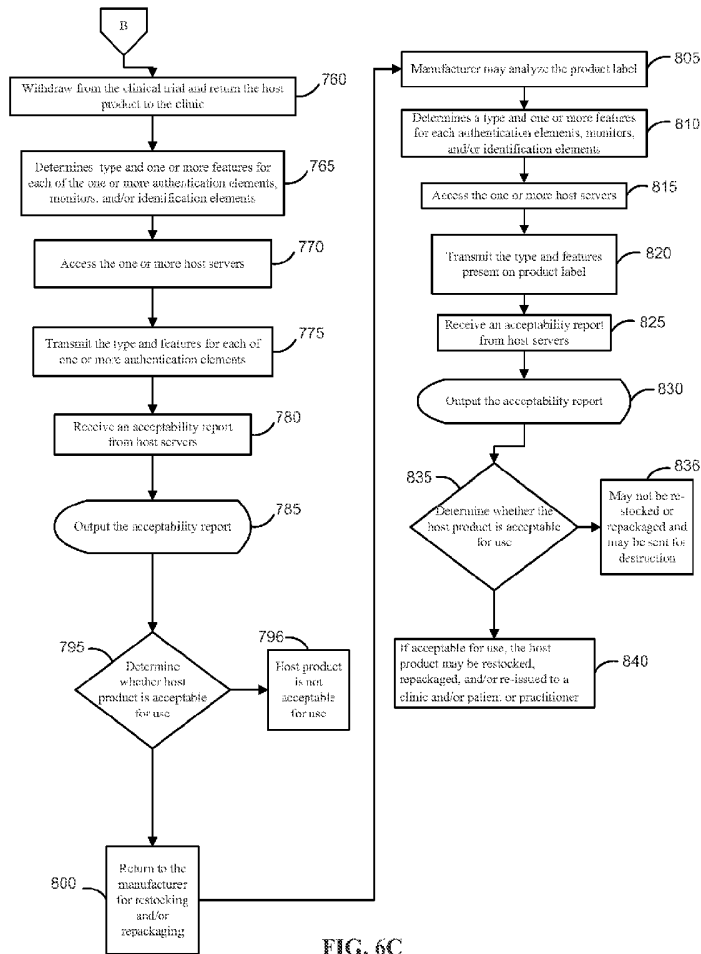 B
Withdraw from the clinical trial and return the host
product to the clinic
760
Determines type and one or more features for
each of the one or more authentication elements,
monitors, and/or identification elements
765
Access the one or more host servers
770
Transmit the type and features for each of
one or more authentication elements
775
Receive an acceptability report
from host servers
780
Output the acceptability report
785
795
Determine
whether host
product is acceptable
for use
796
Host product
is not
acceptable
for use
800
Return to the
manufacturer
for restocking
and/or
repackaging
Manufacturer may analyze the product label
805
Determines a type and one or more features
for each authentication elements, monitors,
and/or identification elements
810
Access the one or more host servers
815
Transmit the type and features
present on product label
820
Receive an acceptability report
from host servers
825
Output the acceptability report
830
835
Determine whether the
host product is acceptable
for use
836
May not be re-
stocked or
repackaged and
may be sent for
destruction
If acceptable for use, the host
product may be restocked,
repackaged, and/or re-issued to a
clinic and/or patient or practitioner
840
FIG. 6C